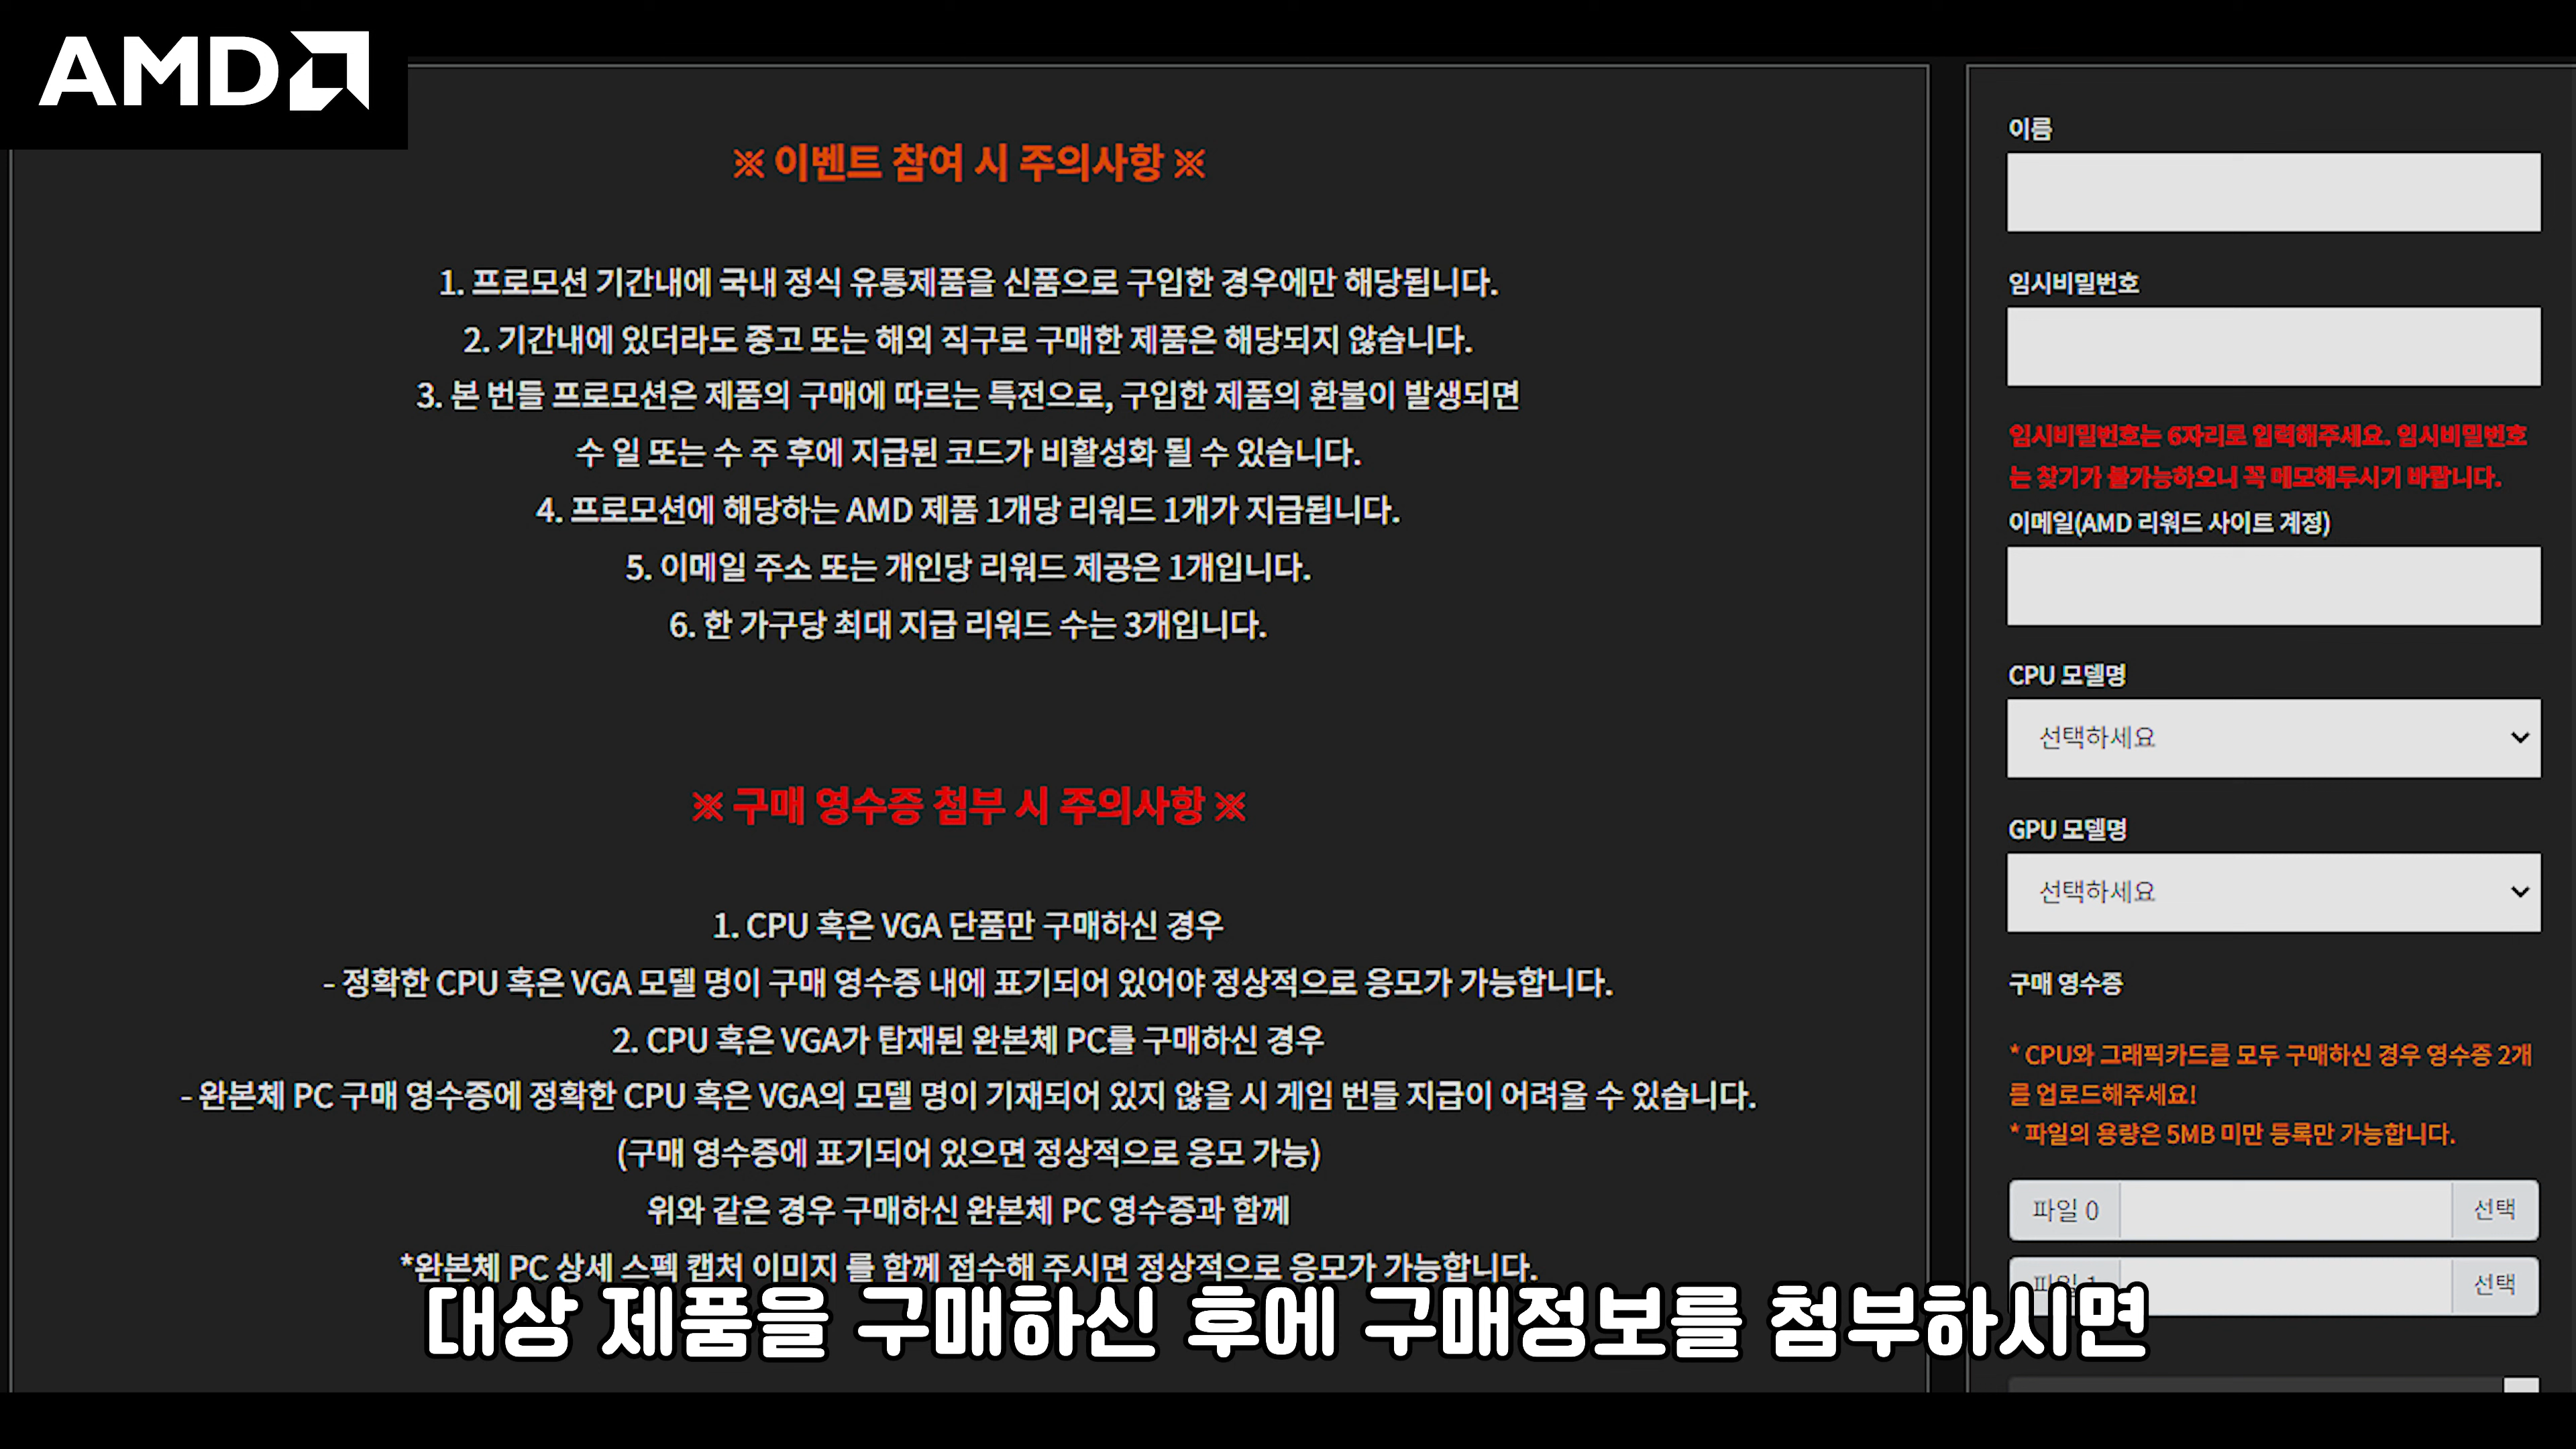 AMD
※ 이벤트 참여 시 주의사항 ※
1. 프로모션 기간내에 국내 정식 유통제품을 신품으로 구입한 경우에만 해당됩니다.
2. 기간내에 있더라도 중고 또는 해외 직구로 구매한 제품은 해당되지 않습니다.
3. 본 번들 프로모션은 제품의 구매에 따르는 특전으로, 구입한 제품의 환불이 발생되면
수 일 또는 수 주 후에 지급된 코드가 비활성화 될 수 있습니다.
4. 프로모션에 해당하는 AMD 제품 1개당 리워드 1개가 지급됩니다.
5. 이메일 주소 또는 개인당 리워드 제공은 1개입니다.
6. 한 가구당 최대 지급 리워드 수는 3개입니다.
※ 구매 영수증 첨부 시 주의사항 ※
1. CPU 혹은 VGA 단품만 구매하신 경우
- 정확한 CPU 혹은 VGA 모델 명이 구매 영수증 내에 표기되어 있어야 정상적으로 응모가 가능합니다.
2. CPU 혹은 VGA가 탑재된 완본체 PC를 구매하신 경우
- 완본체 PC 구매 영수증에 정확한 CPU 혹은 VGA의 모델 명이 기재되어 있지 않을 시 게임 번들 지급이 어려울 수 있습니다.
(구매 영수증에 표기되어 있으면 정상적으로 응모 가능)
위와 같은 경우 구매하신 완본체 PC 영수증과 함께
*완본체 PC 상세 스펙 캡처 이미지 를 함께 접수해 주시면 정상적으로 응모가 가능합니다.
이름
임시비밀번호
임시비밀번호는 6자리로 입력해주세요. 임시비밀번호
는 찾기가 불가능하오니 꼭 메모해두시기 바랍니다.
이메일(AMD 리워드 사이트 계정)
CPU 모델명
선택하세요
GPU 모델명
선택하세요
구매 영수증
* CPU와 그래픽카드를 모두 구매하신 경우 영수증 2개
를 업로드해주세요!
* 파일의 용량은 5MB 미만 등록만 가능합니다.
파일 0 선택
파일 1 선택
대상 제품을 구매하신 후에 구매정보를 첨부하시면